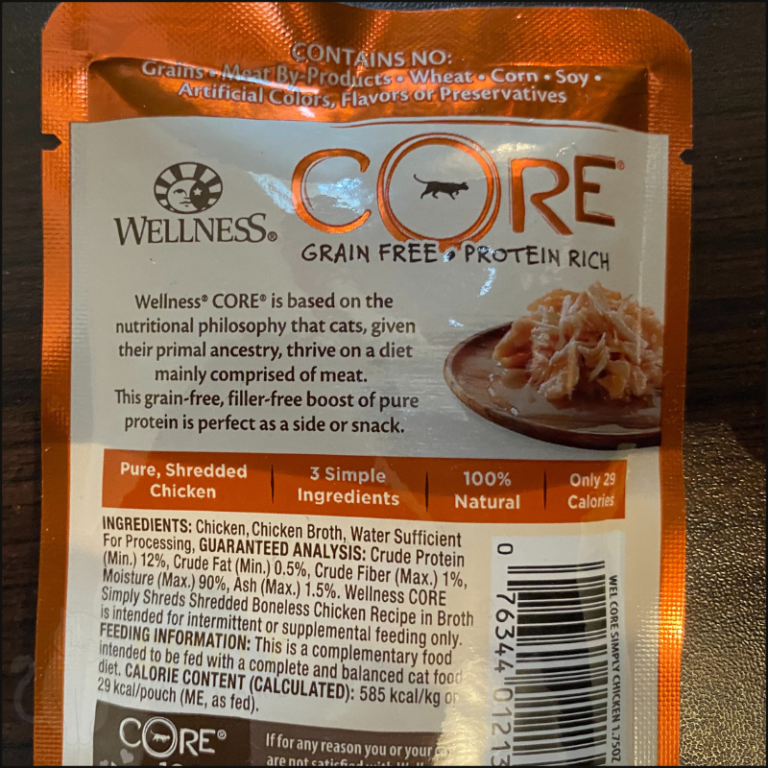 CONTAINS NO:
Grains • Meat By-Products • Wheat • Corn • Soy •
Artificial Colors, Flavors or Preservatives
WELLNESS®
CORE®
GRAIN FREE • PROTEIN RICH
Wellness® CORE® is based on the
nutritional philosophy that cats, given
their primal ancestry, thrive on a diet
mainly comprised of meat.
This grain-free, filler-free boost of pure
protein is perfect as a side or snack.
Pure, Shredded
Chicken
3 Simple
Ingredients
100%
Natural
Only 29
Calories
INGREDIENTS: Chicken, Chicken Broth, Water Sufficient
For Processing, GUARANTEED ANALYSIS: Crude Protein
(Min.) 12%, Crude Fat (Min.) 0.5%, Crude Fiber (Max.) 1%,
Moisture (Max.) 90%, Ash (Max.) 1.5%. Wellness CORE
Simply Shreds Shredded Boneless Chicken Recipe in Broth
is intended for intermittent or supplemental feeding only.
FEEDING INFORMATION: This is a complementary food
intended to be fed with a complete and balanced cat food
diet. CALORIE CONTENT (CALCULATED): 585 kcal/kg or
29 kcal/pouch (ME, as fed).
0 76344 01213
WEL CORE SIMPLY CHICKEN 1.75OZ
CORE®
If for any reason you or your
are not satisfied